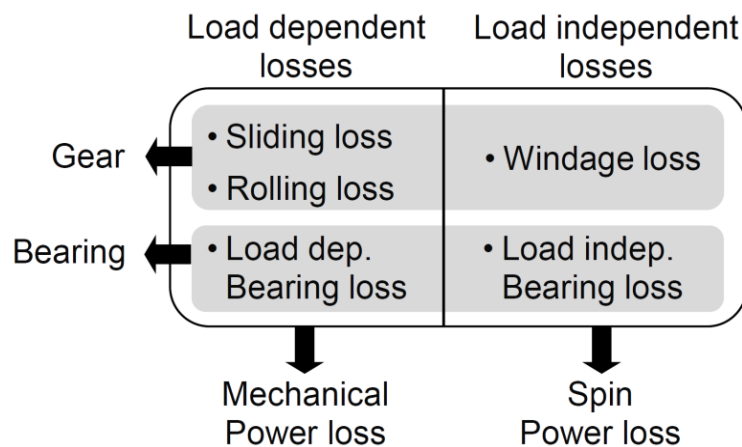 Load dependent
losses
Load independent
losses
Gear
• Sliding loss
• Rolling loss
• Windage loss
Bearing
• Load dep.
Bearing loss
• Load indep.
Bearing loss
Mechanical
Power loss
Spin
Power loss